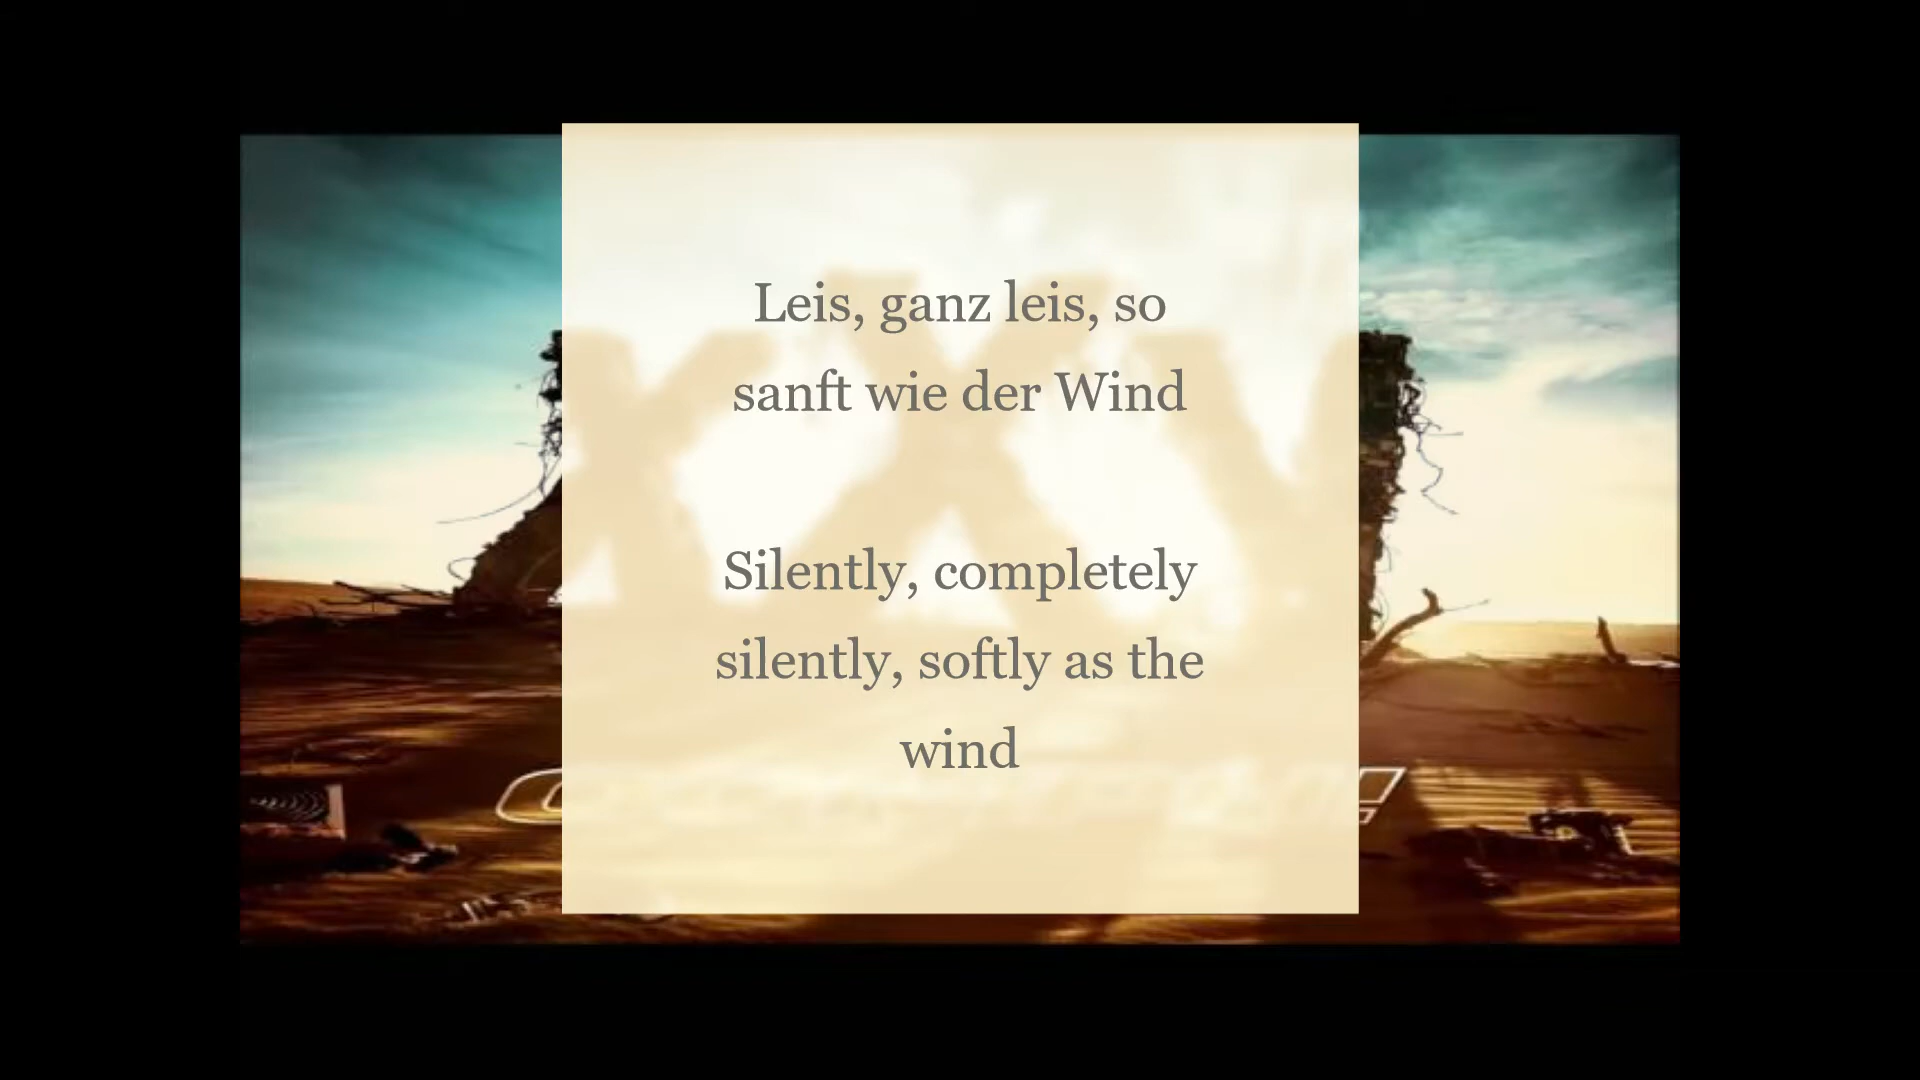 Leis, ganz leis, so
sanft wie der Wind
Silently, completely
silently, softly as the
wind